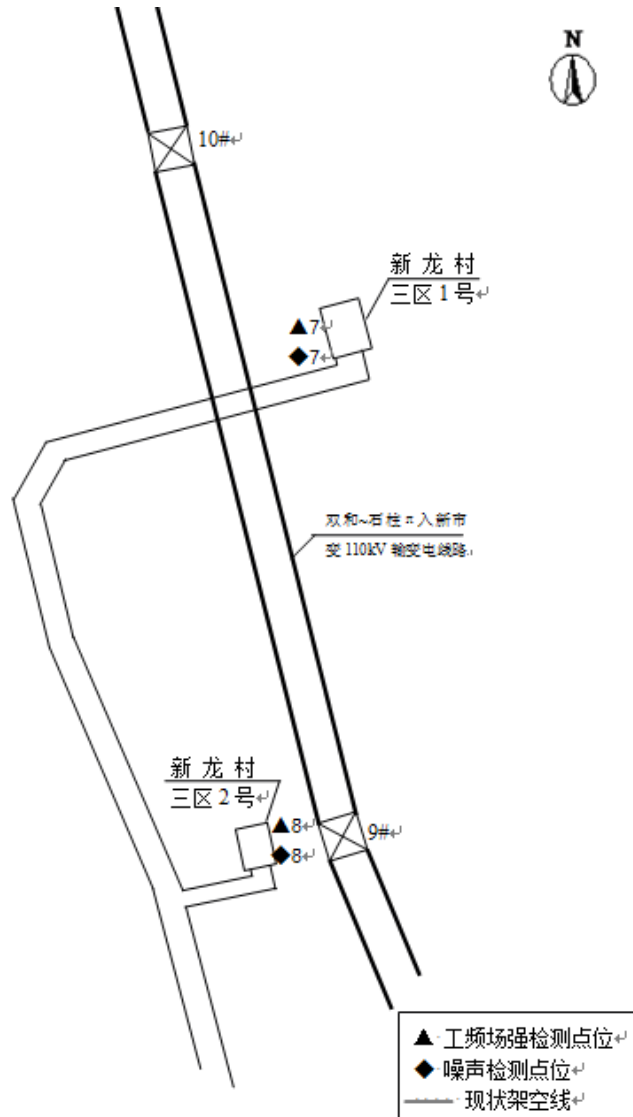 N
10#
新龙村
三区1号
▲7
◆7
双和~石柱π入新市
变110kV输变电线路
新龙村
三区2号
▲8
◆8
9#
▲工频场强检测点位
◆噪声检测点位
现状架空线